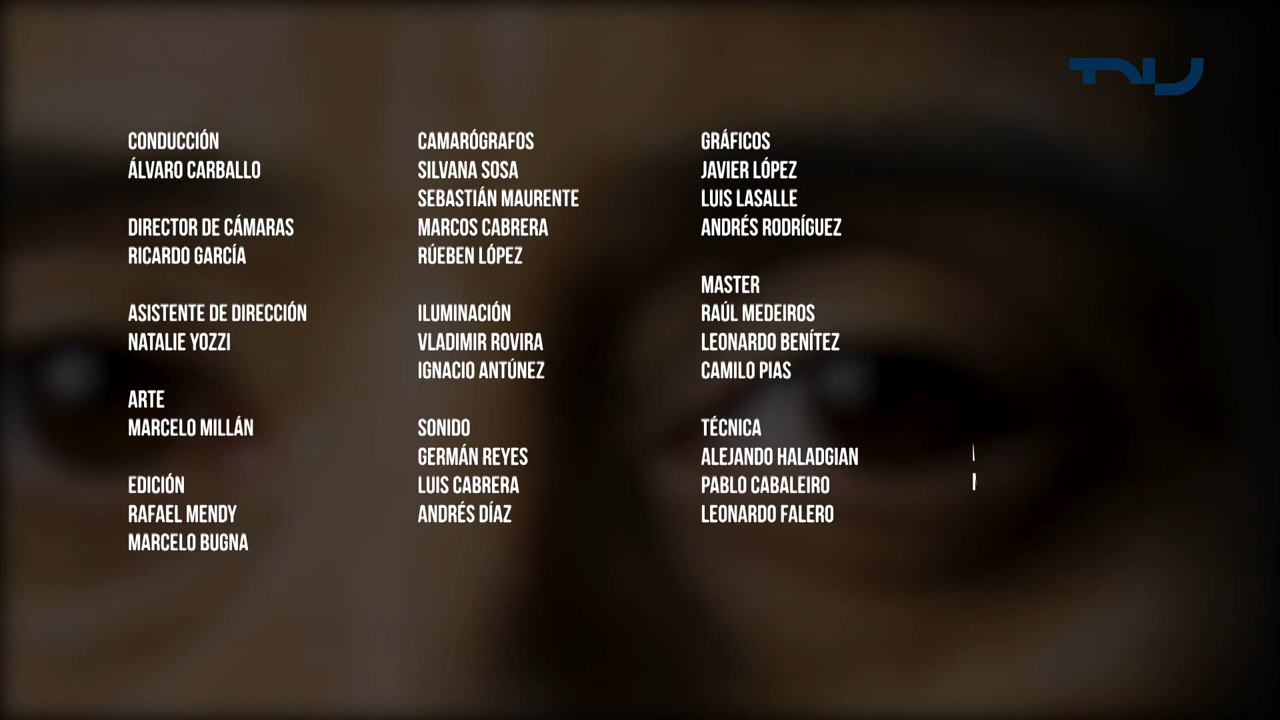 TNU
CONDUCCIÓN
ÁLVARO CARBALLO
DIRECTOR DE CÁMARAS
RICARDO GARCÍA
ASISTENTE DE DIRECCIÓN
NATALIE YOZZI
ARTE
MARCELO MILLÁN
EDICIÓN
RAFAEL MENDY
MARCELO BUGNA
CAMARÓGRAFOS
SILVANA SOSA
SEBASTIÁN MAURENTE
MARCOS CABRERA
RÚEBEN LÓPEZ
ILUMINACIÓN
VLADIMIR ROVIRA
IGNACIO ANTÚNEZ
SONIDO
GERMÁN REYES
LUIS CABRERA
ANDRÉS DÍAZ
GRÁFICOS
JAVIER LÓPEZ
LUIS LASALLE
ANDRÉS RODRÍGUEZ
MASTER
RAÚL MEDEIROS
LEONARDO BENÍTEZ
CAMILO PIAS
TÉCNICA
ALEJANDO HALADGIAN
PABLO CABALEIRO
LEONARDO FALERO